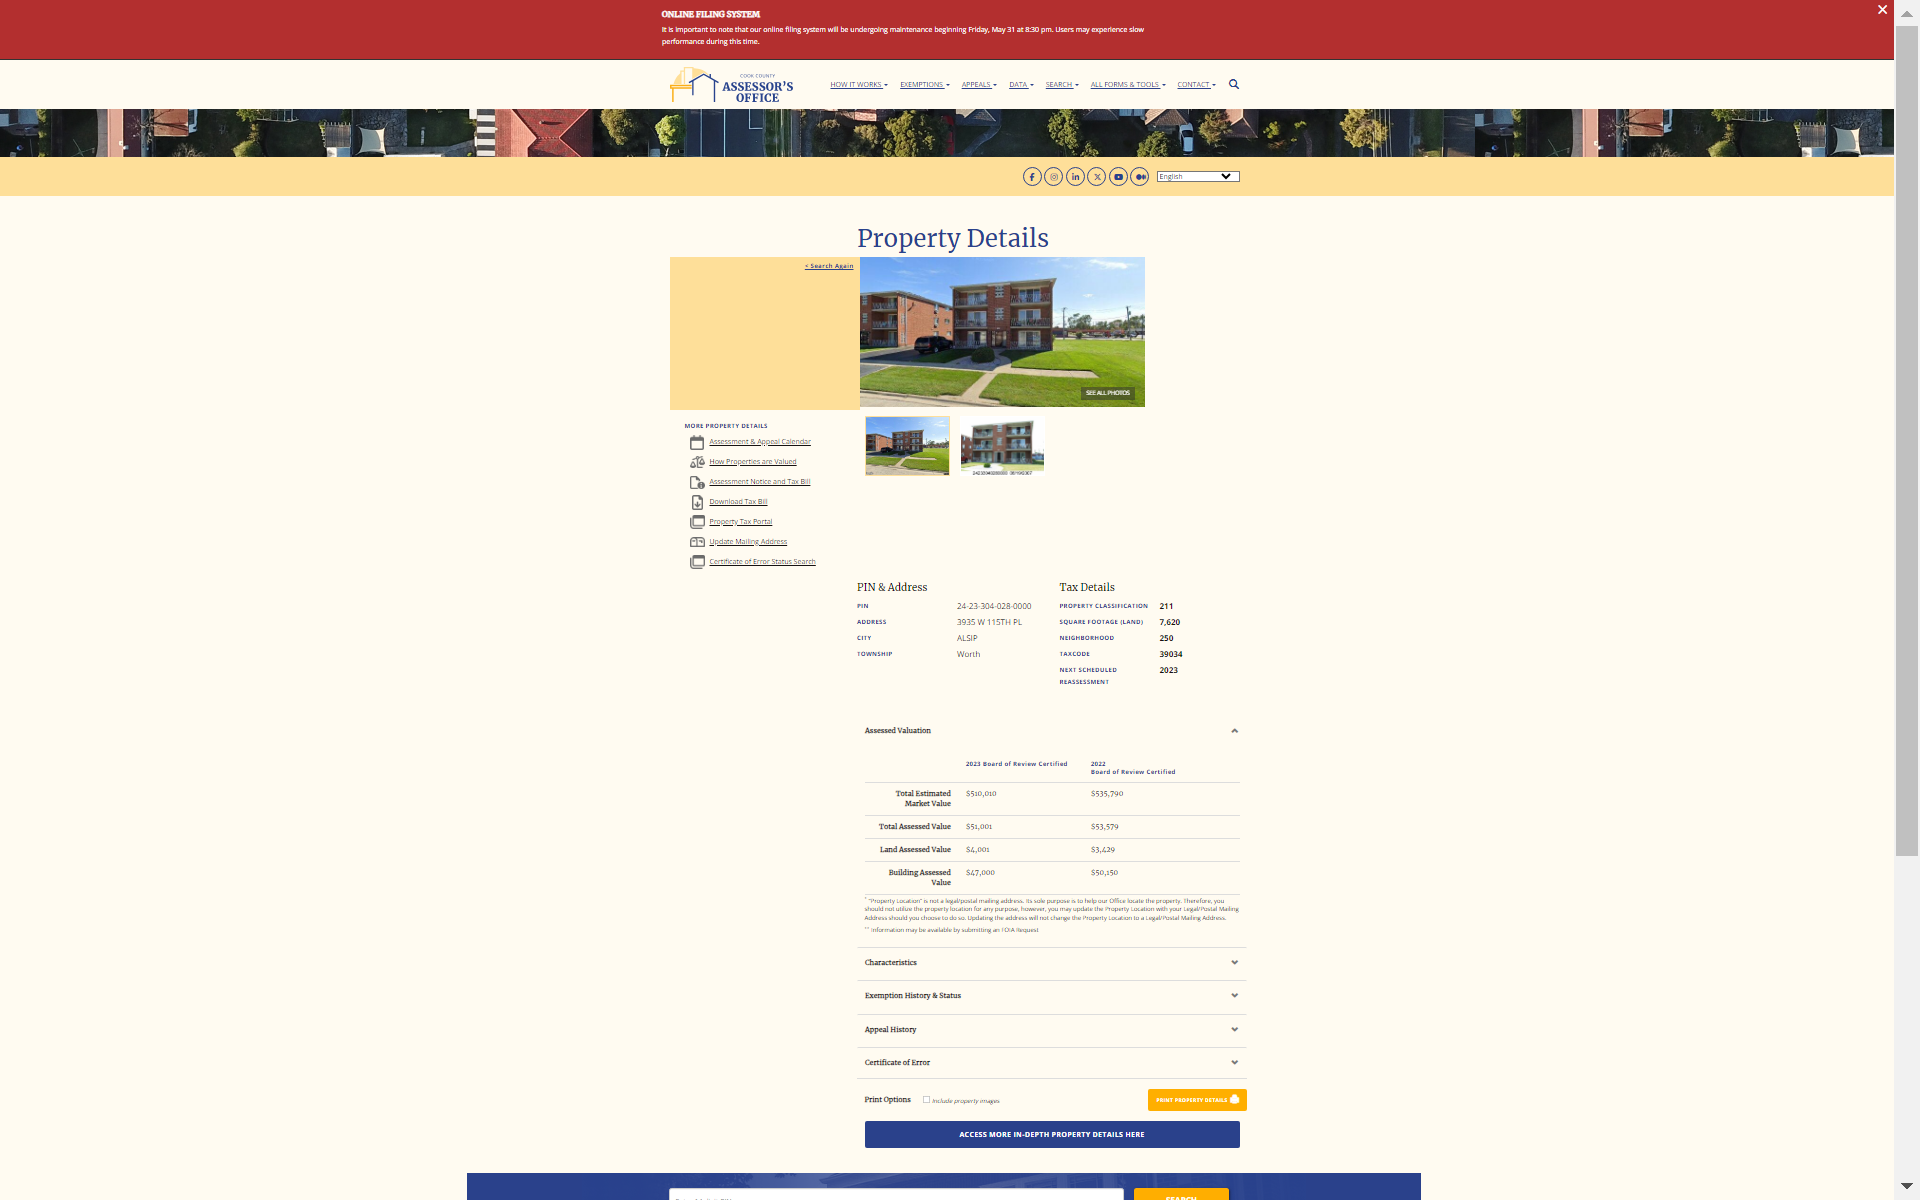 ONLINE FILING SYSTEM
It is important to note that our online filing system will be undergoing maintenance beginning Friday, May 31 at 8:30 pm. Users may experience slow
performance during this time.
COOK COUNTY
ASSESSOR'S
OFFICE
HOW IT WORKS
EXEMPTIONS
APPEALS
DATA
SEARCH
ALL FORMS & TOOLS
CONTACT
English
Property Details
< Search Again
SEE ALL PHOTOS
MORE PROPERTY DETAILS
Assessment & Appeal Calendar
How Properties are Valued
Assessment Notice and Tax Bill
Download Tax Bill
Property Tax Portal
Update Mailing Address
Certificate of Error Status Search
PIN & Address
PIN 24-23-304-028-0000
ADDRESS 3935 W 115TH PL
CITY ALSIP
TOWNSHIP Worth
Tax Details
PROPERTY CLASSIFICATION 211
SQUARE FOOTAGE (LAND) 7,620
NEIGHBORHOOD 250
TAXCODE 39034
NEXT SCHEDULED 2023
REASSESSMENT
Assessed Valuation
2023 Board of Review Certified
2022
Board of Review Certified
Total Estimated
Market Value
$510,010 $535,790
Total Assessed Value $51,001 $53,579
Land Assessed Value $4,001 $3,429
Building Assessed
Value
$47,000 $50,150
* "Property Location" is not a legal/postal mailing address. Its sole purpose is to help our Office locate the property. Therefore, you
should not utilize the property location for any purpose, however, you may update the Property Location with your Legal/Postal Mailing
Address should you choose to do so. Updating the address will not change the Property Location to a Legal/Postal Mailing Address.
** Information may be available by submitting an FOIA Request
Characteristics
Exemption History & Status
Appeal History
Certificate of Error
Print Options
Include property images
PRINT PROPERTY DETAILS
ACCESS MORE IN-DEPTH PROPERTY DETAILS HERE
SEARCH